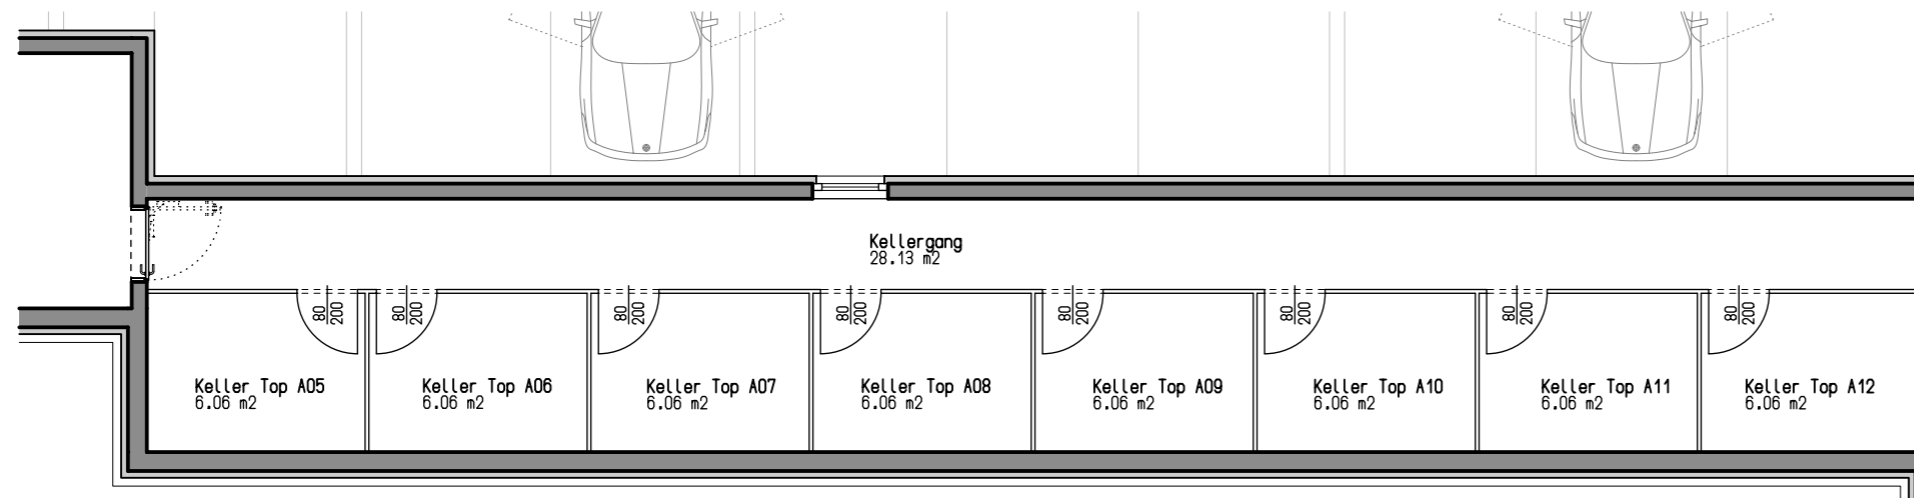 Kellergang
28.13 m2
80
200
80
200
80
200
80
200
80
200
80
200
80
200
80
200
Keller Top A05
6.06 m2
Keller Top A06
6.06 m2
Keller Top A07
6.06 m2
Keller Top A08
6.06 m2
Keller Top A09
6.06 m2
Keller Top A10
6.06 m2
Keller Top A11
6.06 m2
Keller Top A12
6.06 m2